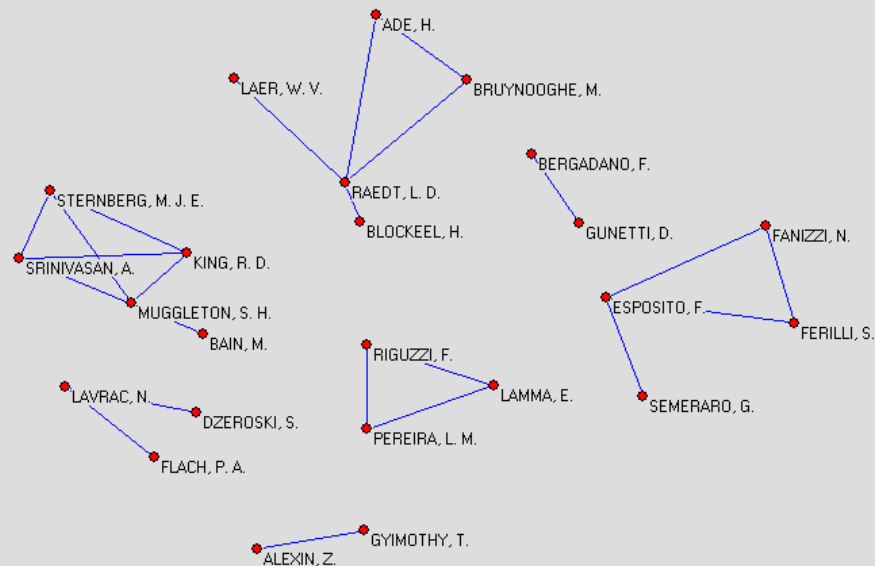 ADE, H.
LAER, W. V.
BRUYNOOGHE, M.
BERGADANO, F.
RAEDT, L. D.
STERNBERG, M. J. E.
BLOCKEEL, H.
GUNETTI, D.
FANIZZI, N.
SRINIVASAN, A.
KING, R. D.
ESPOSITO, F.
MUGGLETON, S. H.
FERILLI, S.
BAIN, M.
RIGUZZI, F.
LAVRAC, N.
LAMMA, E.
SEMERARO, G.
DZEROSKI, S.
PEREIRA, L. M.
FLACH, P. A.
GYIMOTHY, T.
ALEXIN, Z.